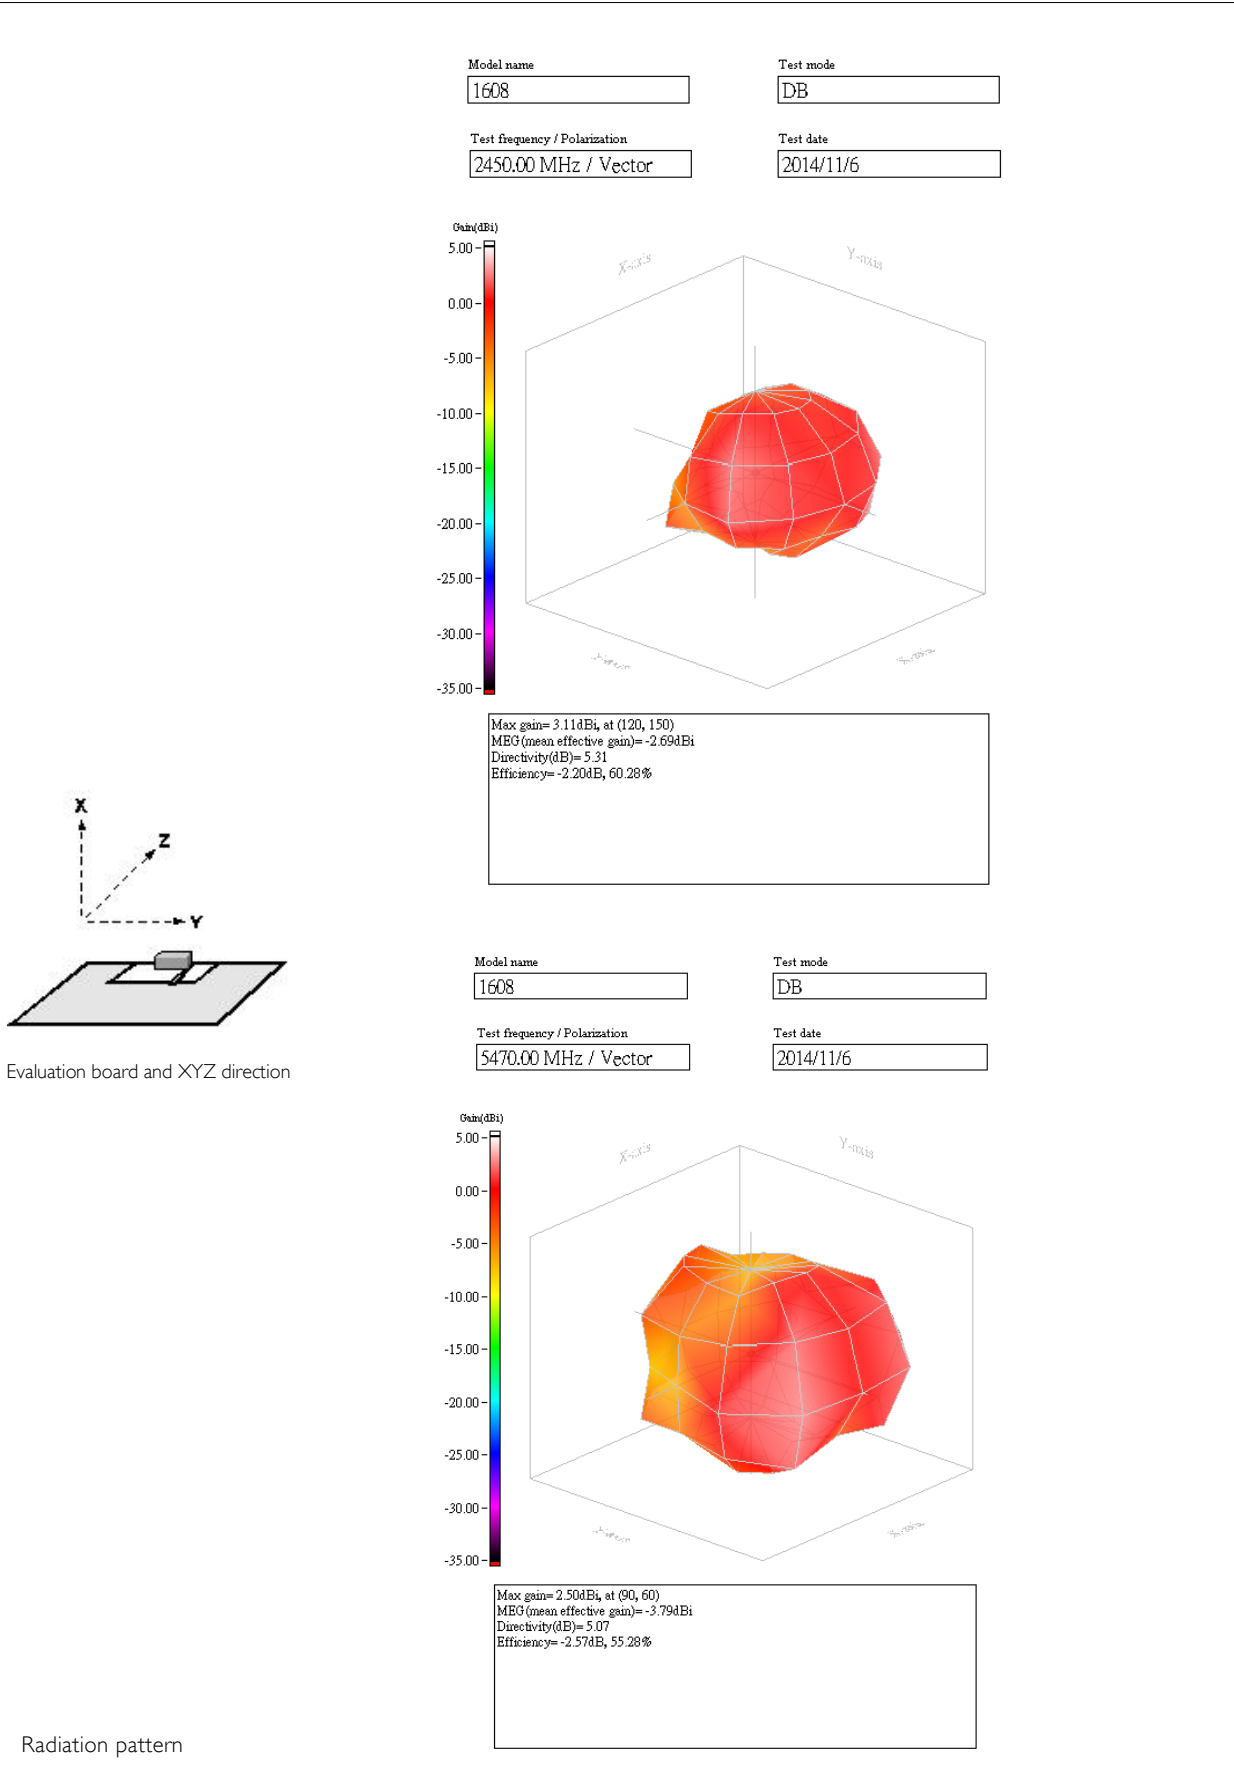 Model name
1608
Test mode
DB
Test frequency / Polarization
2450.00 MHz / Vector
Test date
2014/11/6
Gain(dBi)
5.00
0.00
-5.00
-10.00
-15.00
-20.00
-25.00
-30.00
-35.00
X-axis
Y-axis
Max gain= 3.11dBi, at (120, 150)
MEG(mean effective gain)= -2.69dBi
Directivity(dB)= 5.31
Efficiency= -2.20dB, 60.28%
X
Z
Y
Evaluation board and XYZ direction
Model name
1608
Test mode
DB
Test frequency / Polarization
5470.00 MHz / Vector
Test date
2014/11/6
Gain(dBi)
5.00
0.00
-5.00
-10.00
-15.00
-20.00
-25.00
-30.00
-35.00
X-axis
Y-axis
Max gain= 2.50dBi, at (90, 60)
MEG(mean effective gain)= -3.79dBi
Directivity(dB)= 5.07
Efficiency= -2.57dB, 55.28%
Radiation pattern